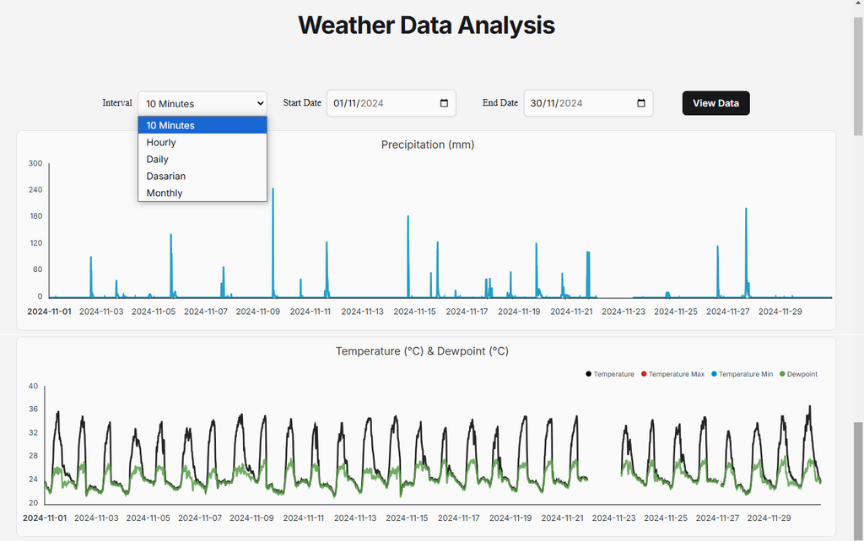 Weather Data Analysis
Interval 10 Minutes Start Date 01/11/2024 End Date 30/11/2024 View Data
10 Minutes
Hourly
Daily
Dasarian
Monthly
Precipitation (mm)
300
240
180
120
60
0
2024-11-01 2024-11-03 2024-11-05 2024-11-07 2024-11-09 2024-11-11 2024-11-13 2024-11-15 2024-11-17 2024-11-19 2024-11-21 2024-11-23 2024-11-25 2024-11-27 2024-11-29
Temperature (°C) & Dewpoint (°C)
Temperature Temperature Max Temperature Min Dewpoint
40
36
32
28
24
20
2024-11-01 2024-11-03 2024-11-05 2024-11-07 2024-11-09 2024-11-11 2024-11-13 2024-11-15 2024-11-17 2024-11-19 2024-11-21 2024-11-23 2024-11-25 2024-11-27 2024-11-29